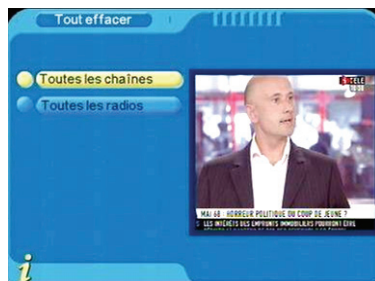 Tout effacer
Toutes les chaînes
Toutes les radios
TELE
MAI 68 : HORREUR POLITIQUE OU COUP DE JEUNE ?
LES INTÉRÊTS DES EMPRUNTS IMMOBILIERS POURRONT ÊTRE
i